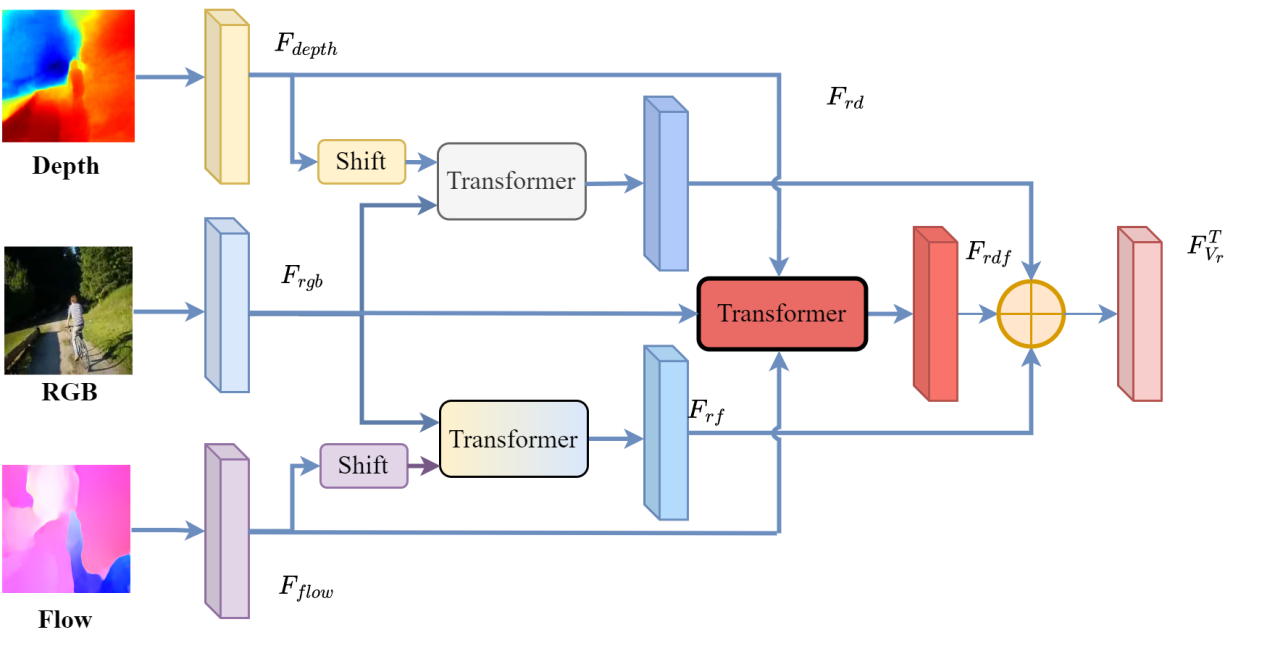 F_{depth}
F_{rd}
Depth
Shift
Transformer
F_{rgb}
F_{rdf}
F^{T}_{V_r}
Transformer
RGB
F_{rf}
Transformer
Shift
F_{flow}
Flow